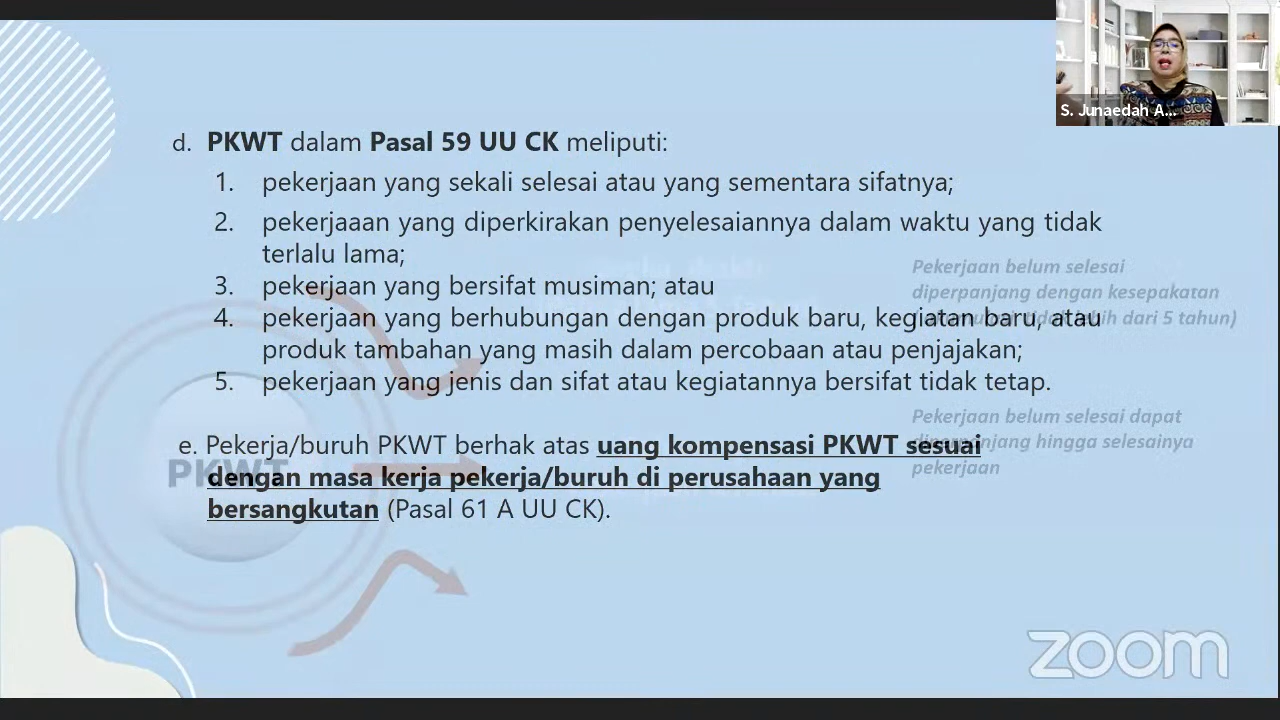 S. Junaedah A...
d. PKWT dalam Pasal 59 UU CK meliputi:
1. pekerjaan yang sekali selesai atau yang sementara sifatnya;
2. pekerjaaan yang diperkirakan penyelesaiannya dalam waktu yang tidak
terlalu lama;
3. pekerjaan yang bersifat musiman; atau
4. pekerjaan yang berhubungan dengan produk baru, kegiatan baru, atau
produk tambahan yang masih dalam percobaan atau penjajakan;
5. pekerjaan yang jenis dan sifat atau kegiatannya bersifat tidak tetap.
e. Pekerja/buruh PKWT berhak atas uang kompensasi PKWT sesuai
dengan masa kerja pekerja/buruh di perusahaan yang
bersangkutan (Pasal 61 A UU CK).
Pekerjaan belum selesai
diperpanjang dengan kesepakatan
lebih dari 5 tahun)
Pekerjaan belum selesai dapat
diperpanjang hingga selesainya
pekerjaan
PKWT
zoom